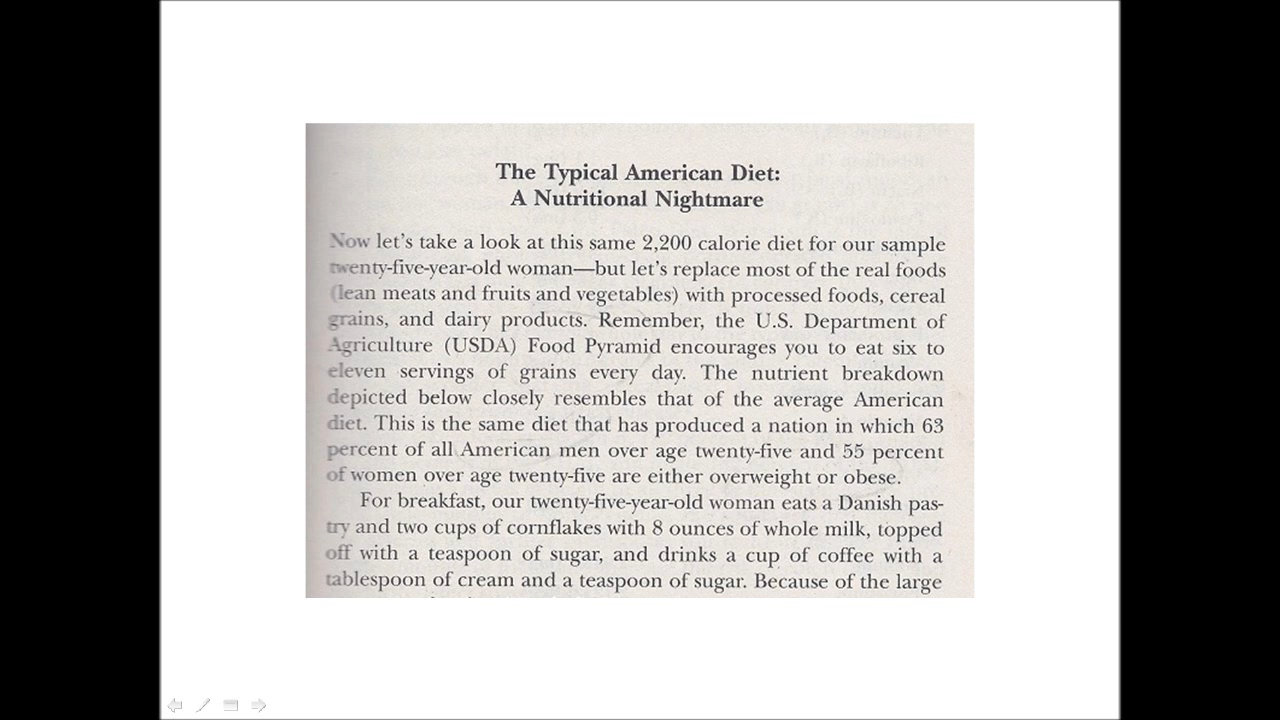 The Typical American Diet:
A Nutritional Nightmare
Now let's take a look at this same 2,200 calorie diet for our sample
twenty-five-year-old woman—but let's replace most of the real foods
(lean meats and fruits and vegetables) with processed foods, cereal
grains, and dairy products. Remember, the U.S. Department of
Agriculture (USDA) Food Pyramid encourages you to eat six to
eleven servings of grains every day. The nutrient breakdown
depicted below closely resembles that of the average American
diet. This is the same diet that has produced a nation in which 63
percent of all American men over age twenty-five and 55 percent
of women over age twenty-five are either overweight or obese.
For breakfast, our twenty-five-year-old woman eats a Danish pas-
try and two cups of cornflakes with 8 ounces of whole milk, topped
off with a teaspoon of sugar, and drinks a cup of coffee with a
tablespoon of cream and a teaspoon of sugar. Because of the large